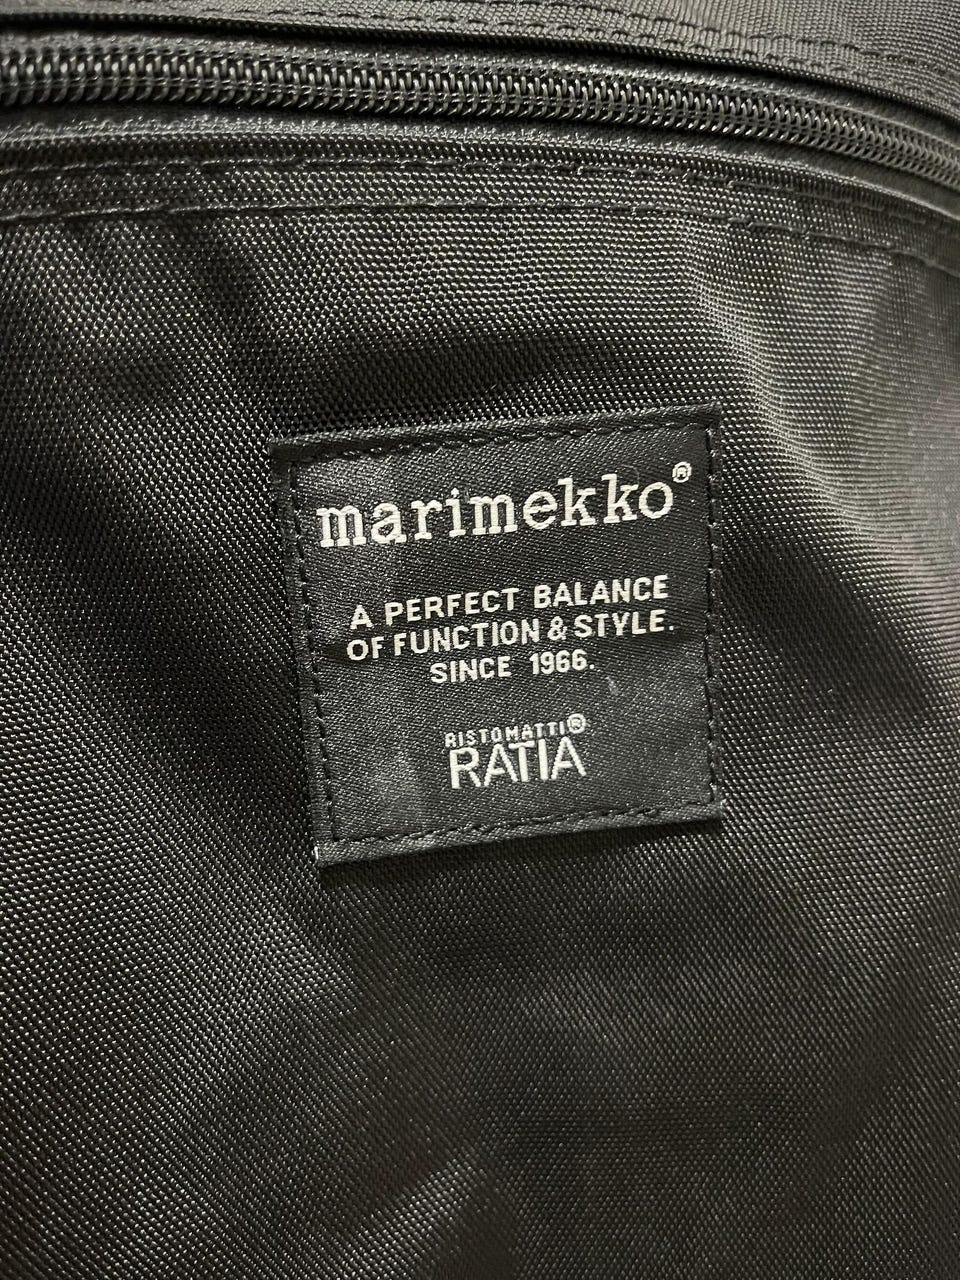 marimekko®
A PERFECT BALANCE
OF FUNCTION & STYLE.
SINCE 1966.
RISTOMATTI®
RATIA